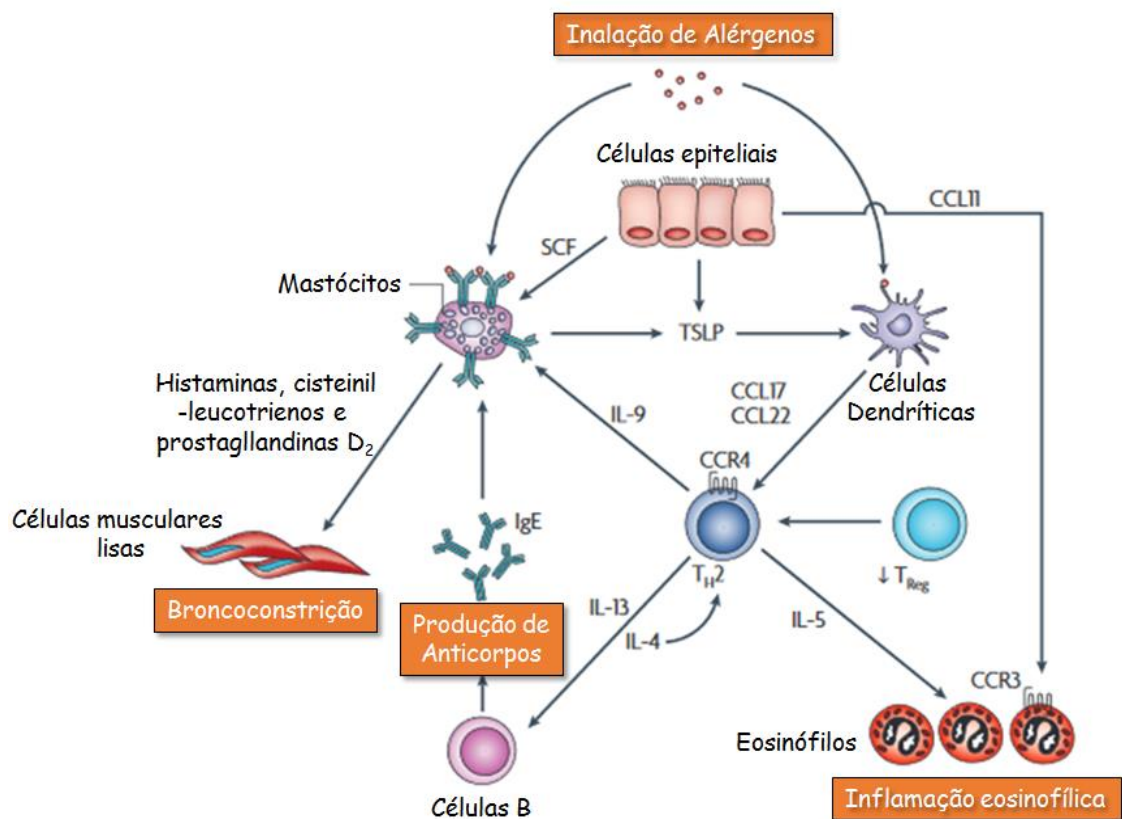 Inalação de Alérgenos
Células epiteliais
CCL11
SCF
Mastócitos
TSLP
Células
Dendríticas
Histaminas, cisteinil
-leucotrienos e
prostagllandinas D₂
CCL17
CCL22
IL-9
CCR4
Células musculares
lisas
IgE
T_H2
↓ T_Reg
Broncoconstrição
Produção de
Anticorpos
IL-13
IL-4
IL-5
CCR3
Eosinófilos
Células B
Inflamação eosinofílica